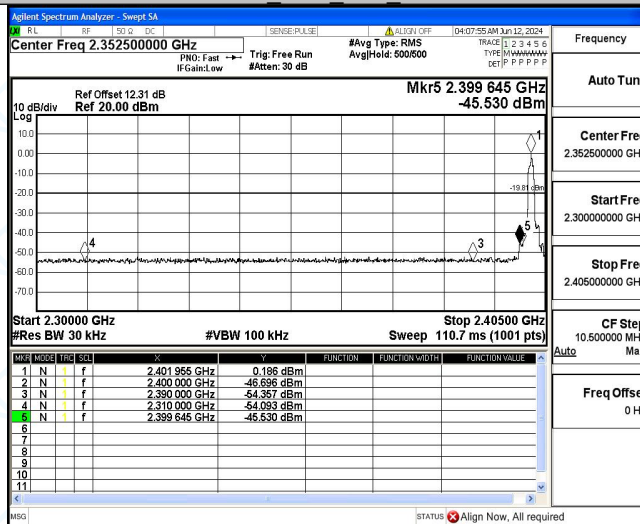 Agilent Spectrum Analyzer - Swept SA
RL RF 50 Ω DC SENSE:PULSE ALIGN OFF 04:07:55 AM Jun 12, 2024
Center Freq 2.352500000 GHz
PNO: Fast
IFGain:Low
Trig: Free Run
#Atten: 30 dB
#Avg Type: RMS
Avg|Hold: 500/500
TRACE 1 2 3 4 5 6
TYPE M
DET P P P P P P
Mkr5 2.399 645 GHz
-45.530 dBm
Ref Offset 12.31 dB
10 dB/div Ref 20.00 dBm
Log
10.0
0.00
-10.0
-20.0
-30.0
-40.0
-50.0
-60.0
-70.0
1
-19.81 dBm
5
4
3
Start 2.30000 GHz Stop 2.40500 GHz
#Res BW 30 kHz #VBW 100 kHz Sweep 110.7 ms (1001 pts)
MKR MODE TRC SCL X Y FUNCTION FUNCTION WIDTH FUNCTION VALUE
1 N 1 f 2.401 955 GHz 0.186 dBm
2 N 1 f 2.400 000 GHz -46.696 dBm
3 N 1 f 2.390 000 GHz -54.357 dBm
4 N 1 f 2.310 000 GHz -54.093 dBm
5 N 1 f 2.399 645 GHz -45.530 dBm
6
7
8
9
10
11
MSG STATUS Align Now, All required
Frequency
Auto Tun
Center Fre
2.352500000 GH
Start Fre
2.300000000 GH
Stop Fre
2.405000000 GH
CF Ste
10.500000 MH
Auto Ma
Freq Offse
0 H